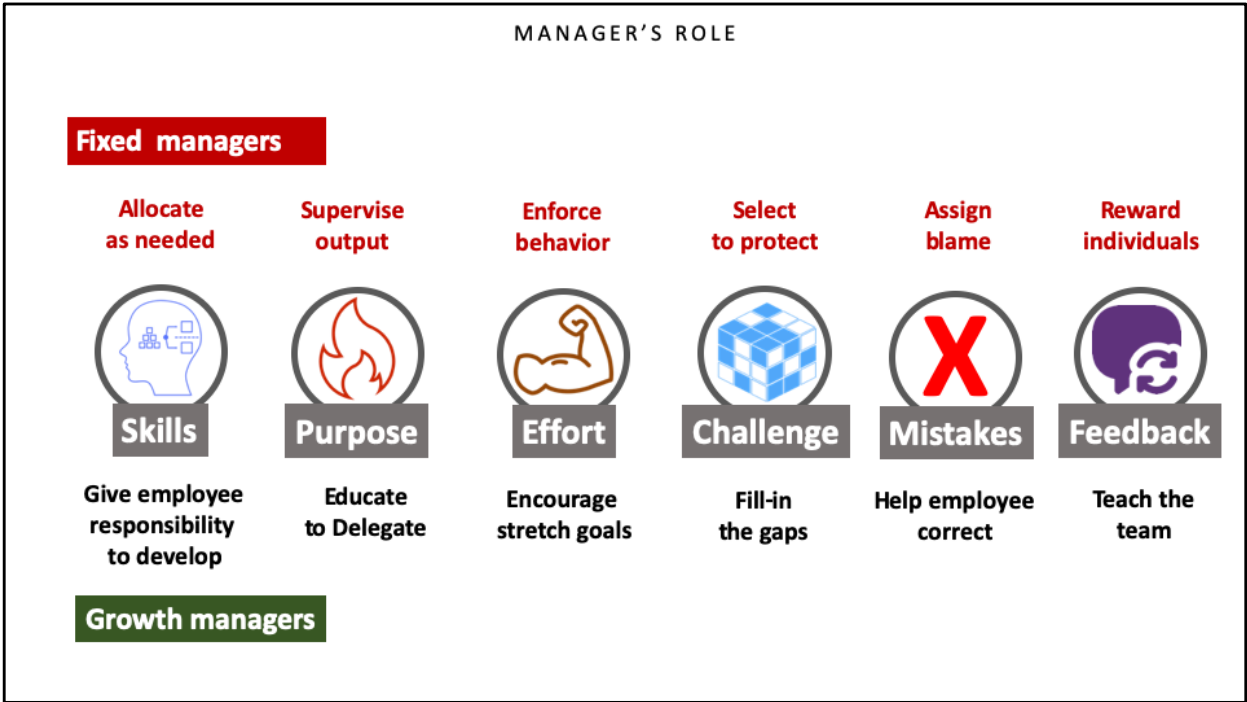 MANAGER'S ROLE
Fixed managers
Allocate
as needed
Supervise
output
Enforce
behavior
Select
to protect
Assign
blame
Reward
individuals
X
Skills
Purpose
Effort
Challenge
Mistakes
Feedback
Give employee
responsibility
to develop
Educate
to Delegate
Encourage
stretch goals
Fill-in
the gaps
Help employee
correct
Teach the
team
Growth managers